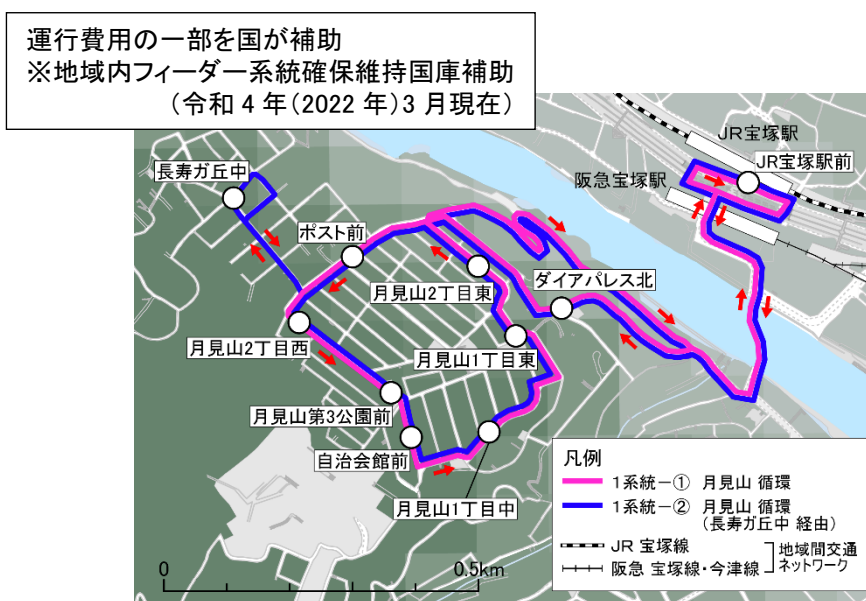 運行費用の一部を国が補助
※地域内フィーダー系統確保維持国庫補助
(令和4年(2022年)3月現在)
JR宝塚駅
JR宝塚駅前
阪急宝塚駅
長寿ガ丘中
ポスト前
ダイアパレス北
月見山2丁目東
月見山2丁目西
月見山1丁目東
月見山第3公園前
自治会館前
月見山1丁目中
凡例
1系統-① 月見山 循環
1系統-② 月見山 循環
(長寿ガ丘中 経由)
JR 宝塚線
阪急 宝塚線・今津線
地域間交通
ネットワーク
0 0.5km